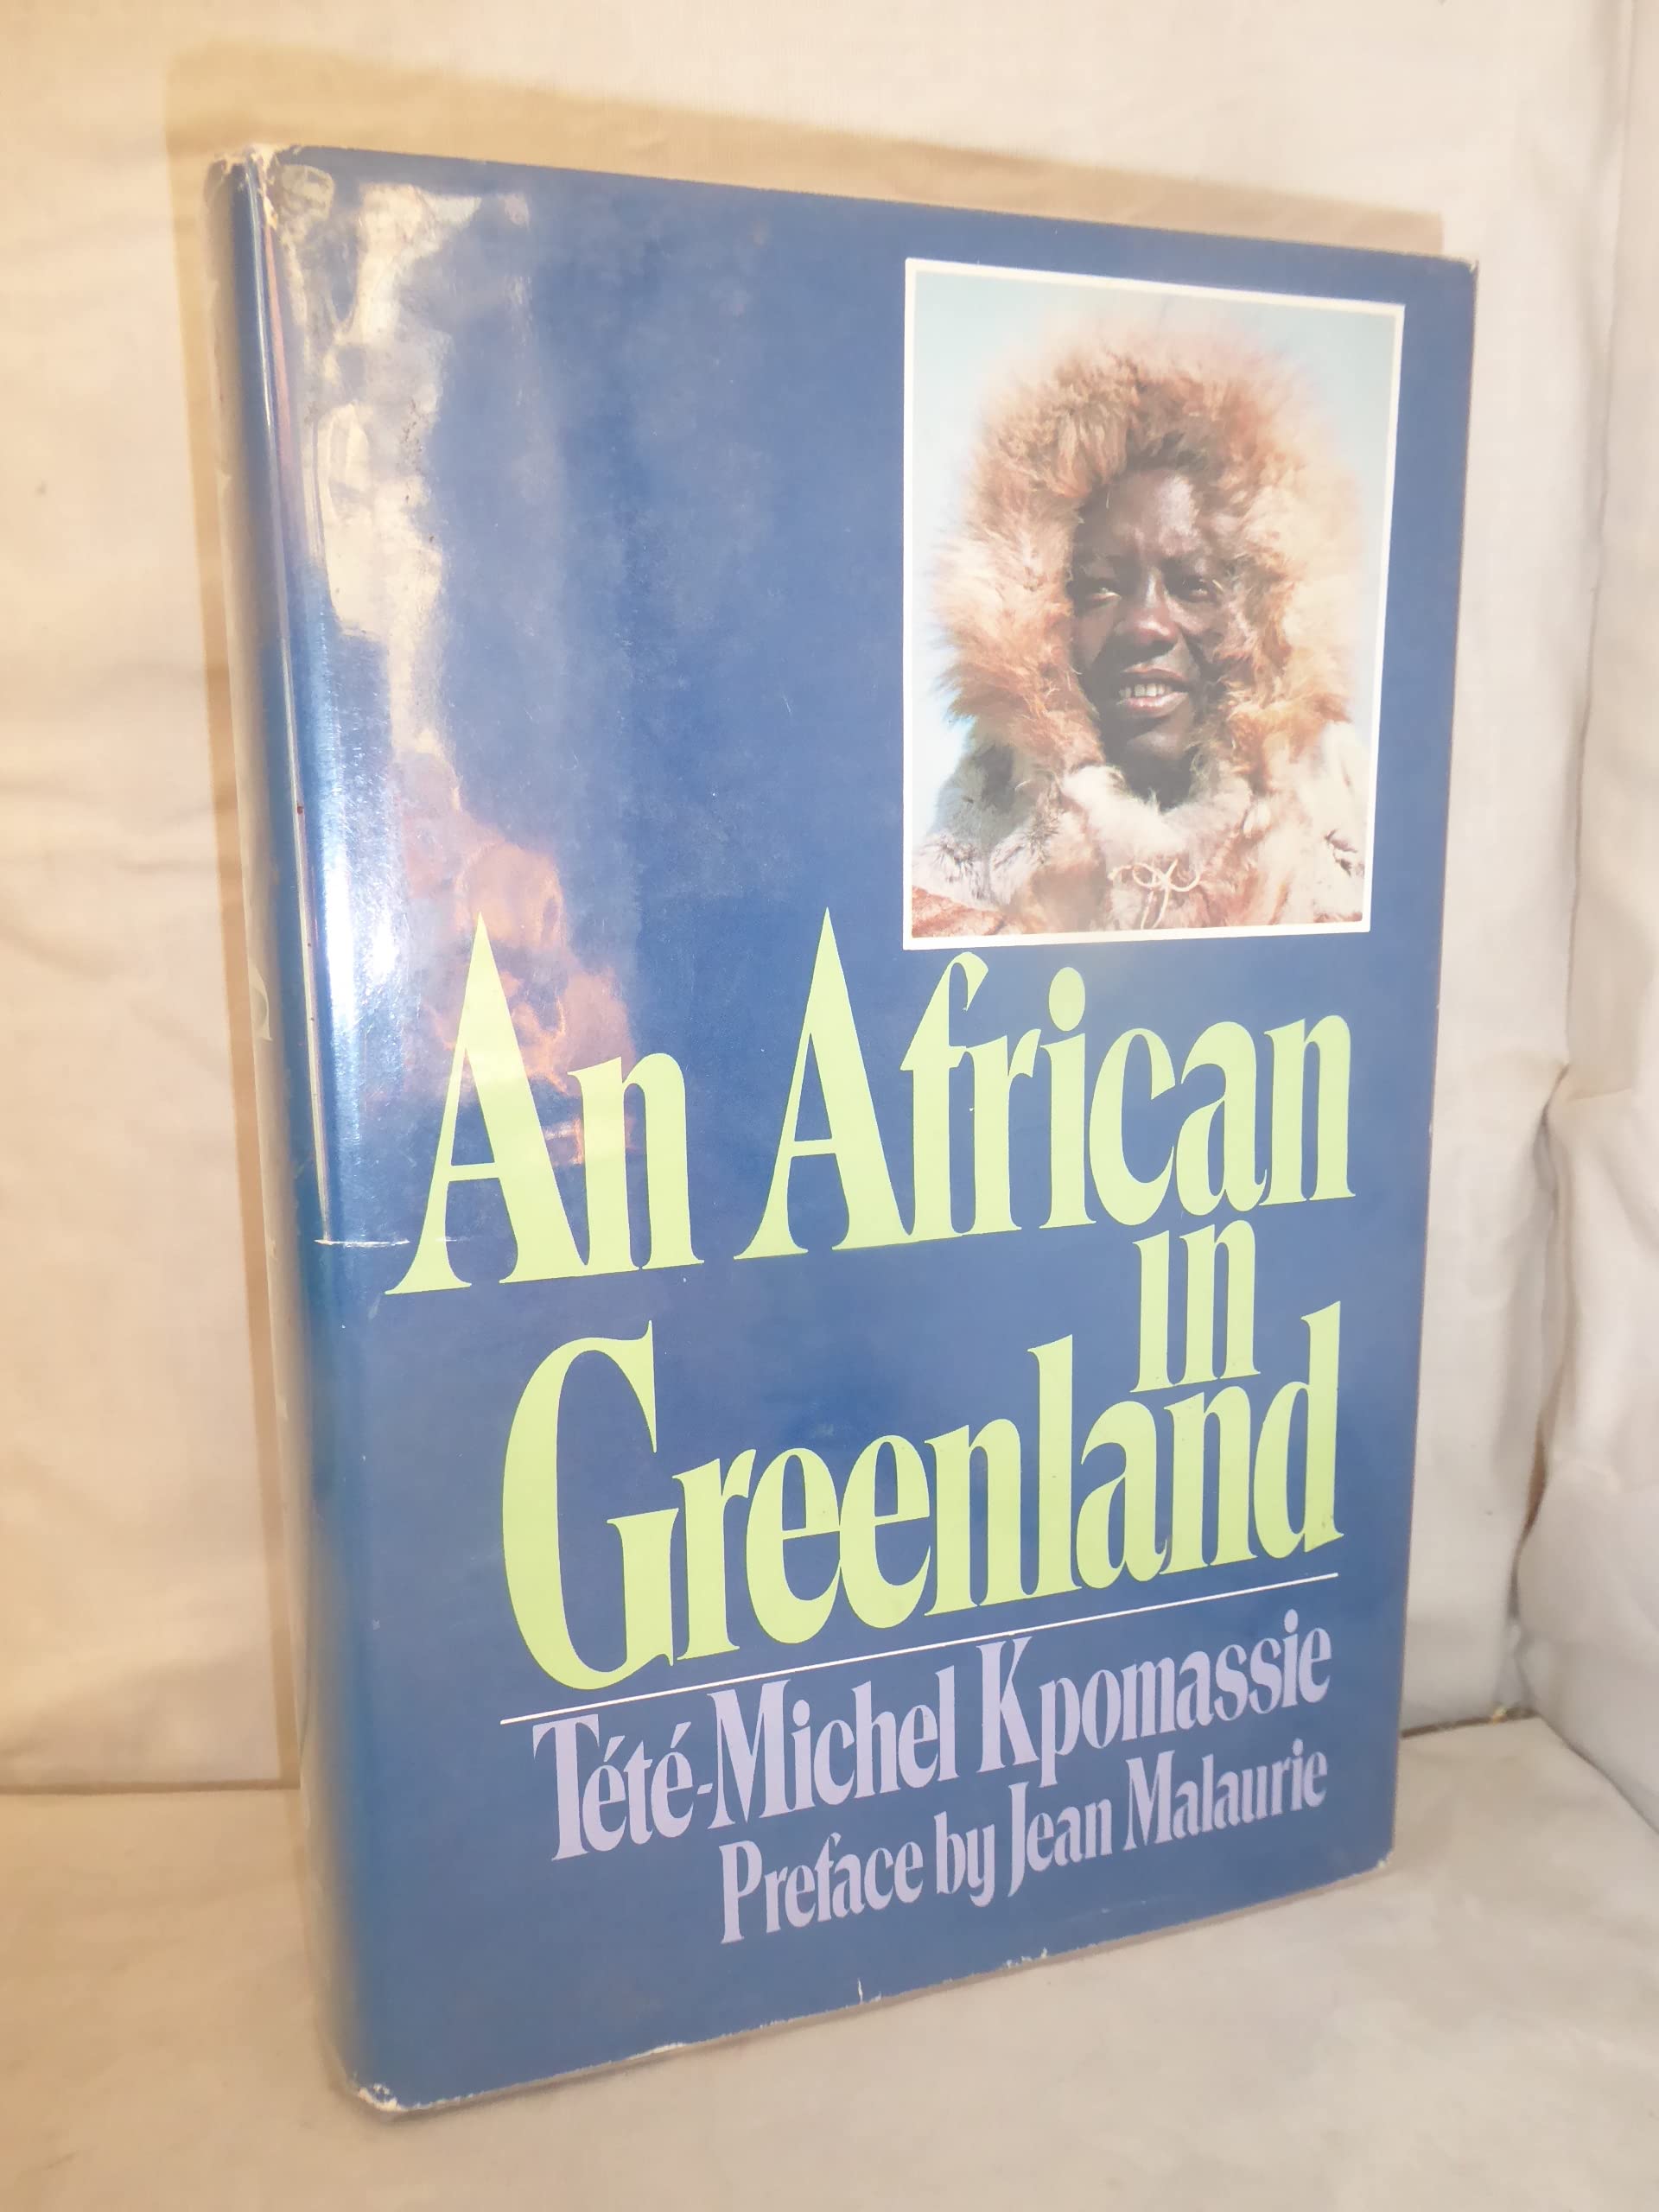 An African
in
Greenland
Tété-Michel Kpomassie
Preface by Jean Malaurie